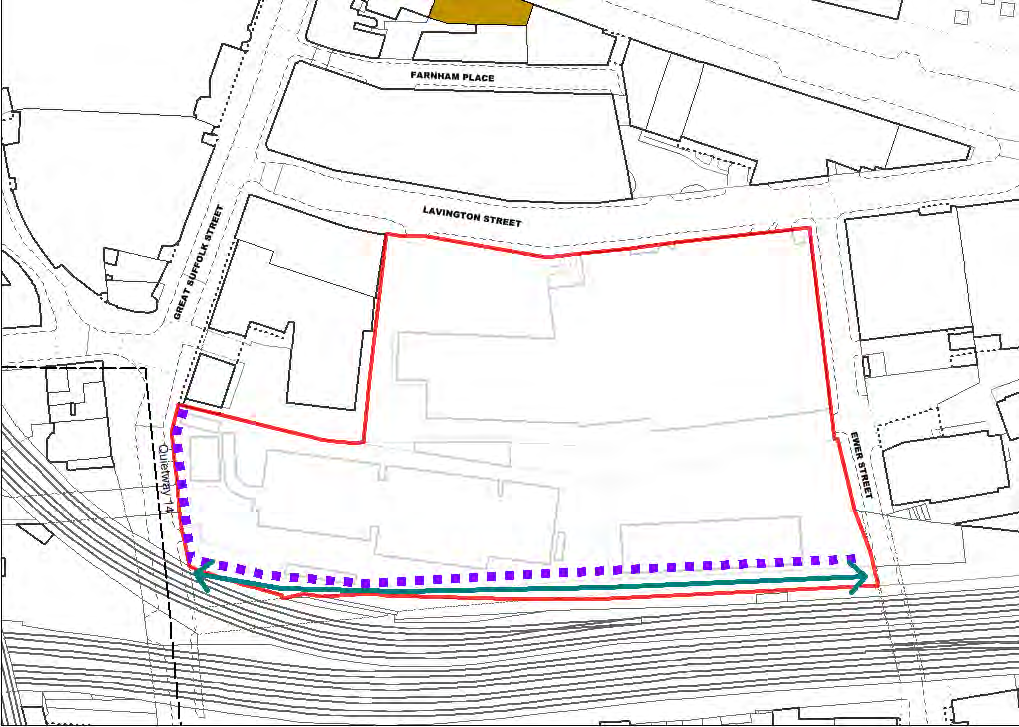 FARNHAM PLACE
LAVINGTON STREET
GREAT SUFFOLK STREET
EWER STREET
Quietway 14